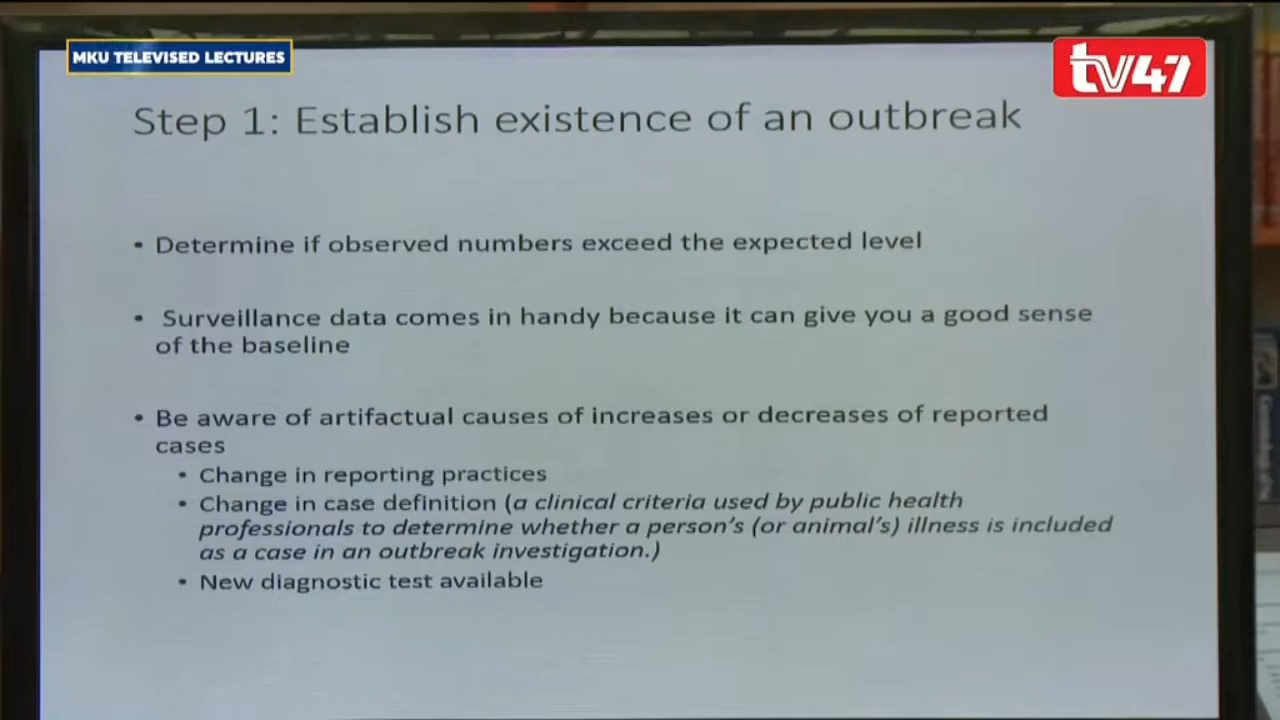 MKU TELEVISED LECTURES
tv47
Step 1: Establish existence of an outbreak
• Determine if observed numbers exceed the expected level
• Surveillance data comes in handy because it can give you a good sense
of the baseline
• Be aware of artifactual causes of increases or decreases of reported
cases
• Change in reporting practices
• Change in case definition (a clinical criteria used by public health
professionals to determine whether a person's (or animal's) illness is included
as a case in an outbreak investigation.)
• New diagnostic test available